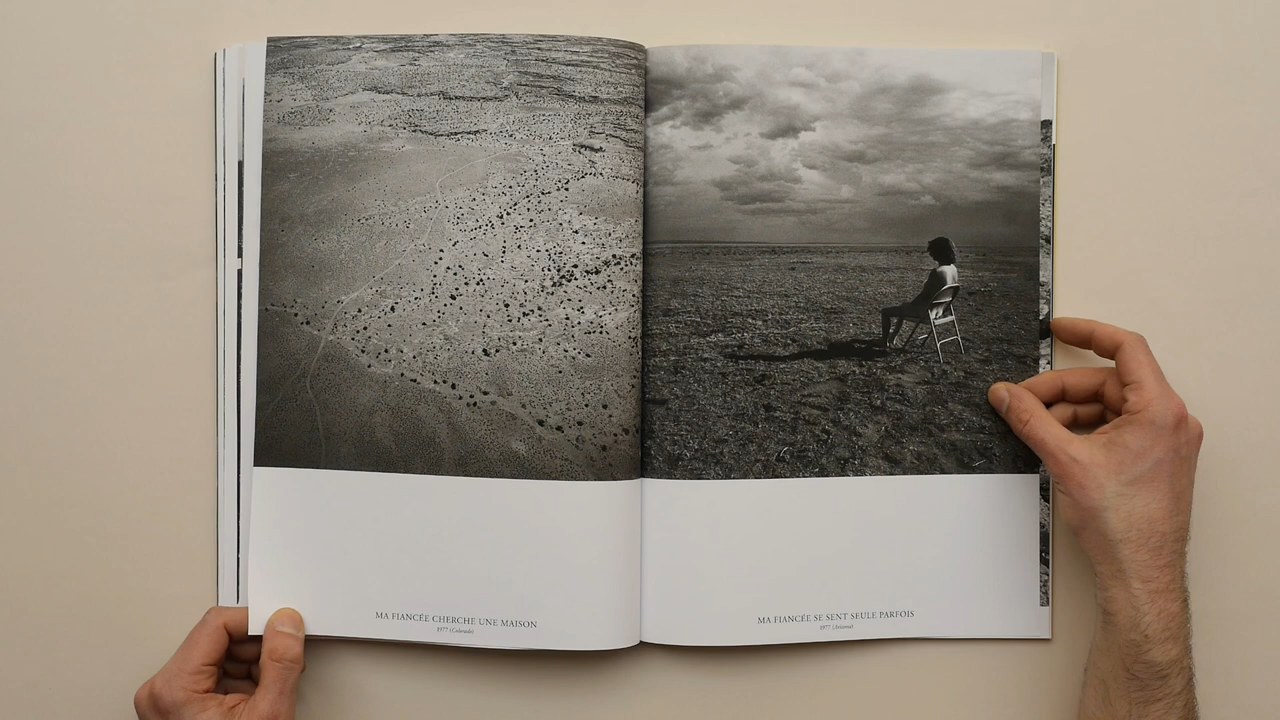 MA FIANCÉE CHERCHE UNE MAISON
1977 (Colorado)
MA FIANCÉE SE SENT SEULE PARFOIS
1977 (Arizona)